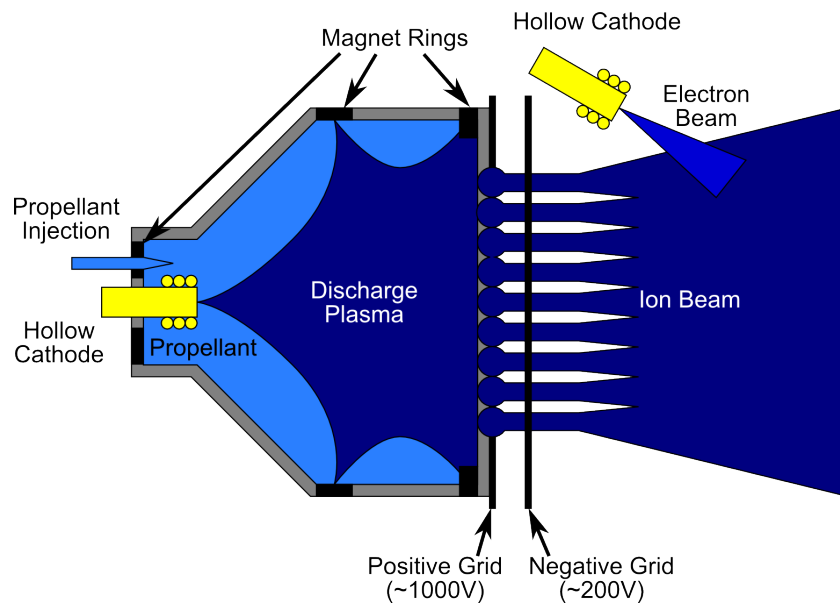 Hollow Cathode
Magnet Rings
Electron
Beam
Propellant
Injection
Discharge
Plasma
Ion Beam
Hollow
Cathode
Propellant
Positive Grid
(~1000V)
Negative Grid
(~200V)